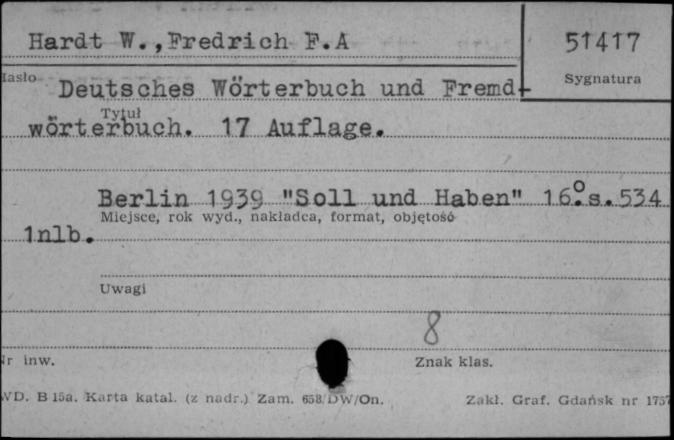 Hardt W.,Fredrich F.A
51417
Hasło
Sygnatura
Deutsches Wörterbuch und Fremd-
Tytuł
wörterbuch. 17 Auflage.
Berlin 1939 "Soll und Haben" 16°.s.534
Miejsce, rok wyd., nakładca, format, objętość
1nlb.
Uwagi
8
Nr inw.
Znak klas.
WD. B 15a. Karta katal. (z nadr.) Zam. 658/DW/On.
Zakł. Graf. Gdańsk nr 1757